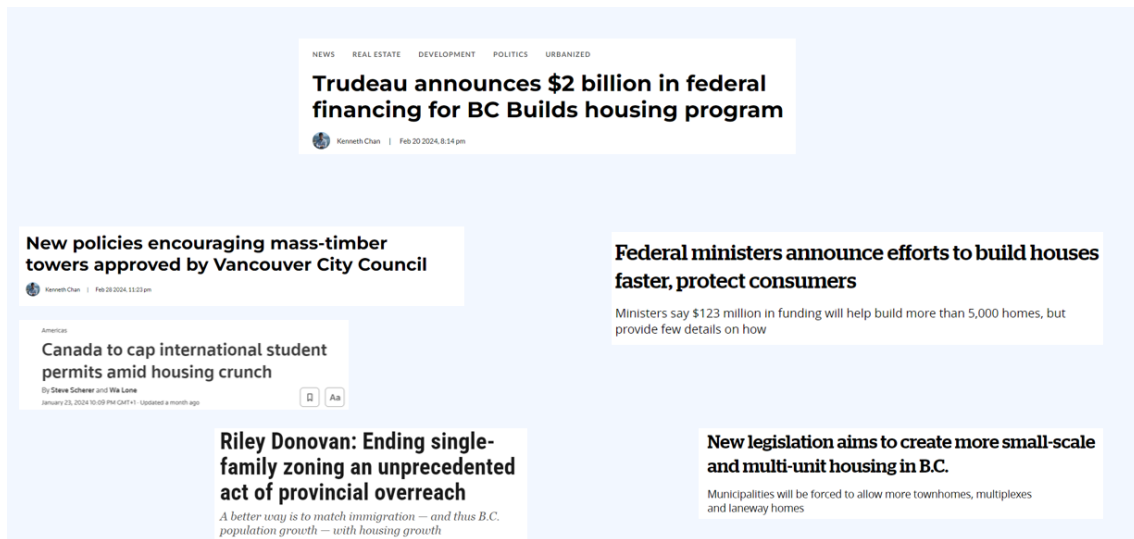 NEWS REAL ESTATE DEVELOPMENT POLITICS URBANIZED
Trudeau announces $2 billion in federal
financing for BC Builds housing program
Kenneth Chan | Feb 20 2024, 8:14 pm
New policies encouraging mass-timber
towers approved by Vancouver City Council
Kenneth Chan | Feb 28 2024, 11:23 pm
Federal ministers announce efforts to build houses
faster, protect consumers
Ministers say $123 million in funding will help build more than 5,000 homes, but
provide few details on how
Americas
Canada to cap international student
permits amid housing crunch
By Steve Scherer and Wa Lone
January 23, 2024 10:09 PM GMT+1 · Updated a month ago
Aa
Riley Donovan: Ending single-
family zoning an unprecedented
act of provincial overreach
A better way is to match immigration — and thus B.C.
population growth — with housing growth
New legislation aims to create more small-scale
and multi-unit housing in B.C.
Municipalities will be forced to allow more townhomes, multiplexes
and laneway homes